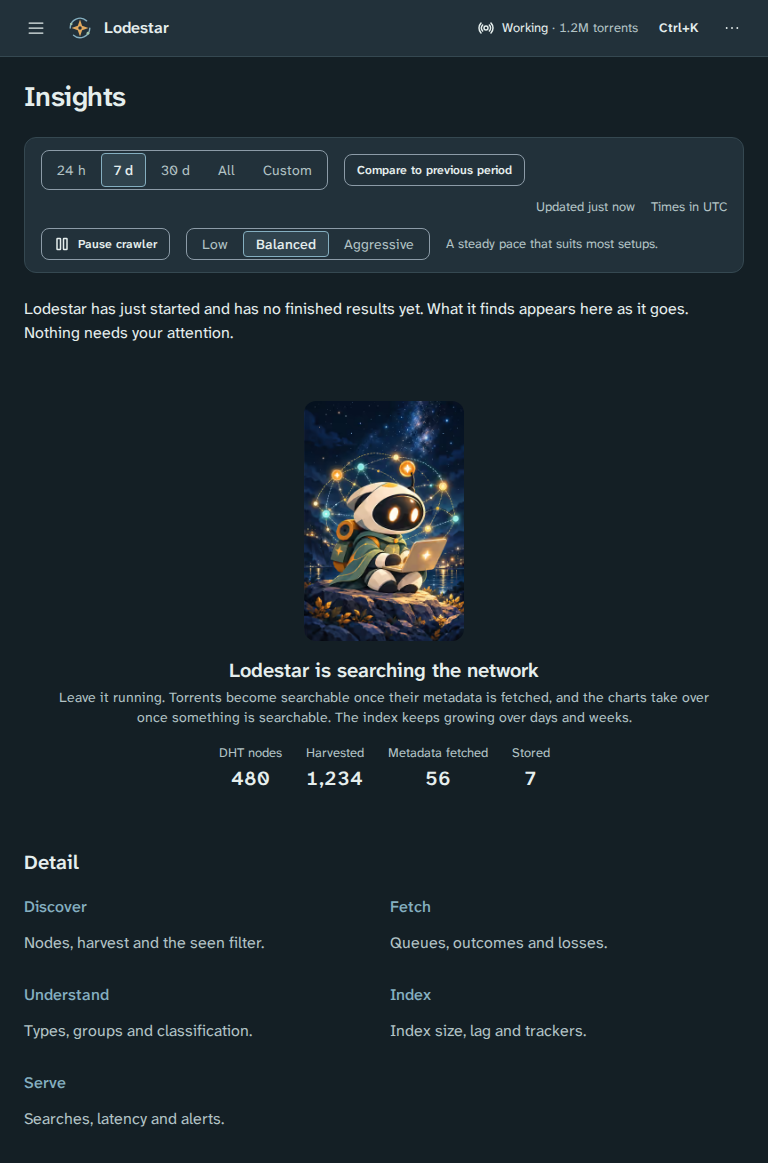 Lodestar
Working · 1.2M torrents
Ctrl+K
Insights
24 h
7 d
30 d
All
Custom
Compare to previous period
Updated just now
Times in UTC
Pause crawler
Low
Balanced
Aggressive
A steady pace that suits most setups.
Lodestar has just started and has no finished results yet. What it finds appears here as it goes.
Nothing needs your attention.
Lodestar is searching the network
Leave it running. Torrents become searchable once their metadata is fetched, and the charts take over
once something is searchable. The index keeps growing over days and weeks.
DHT nodes
480
Harvested
1,234
Metadata fetched
56
Stored
7
Detail
Discover
Nodes, harvest and the seen filter.
Fetch
Queues, outcomes and losses.
Understand
Types, groups and classification.
Index
Index size, lag and trackers.
Serve
Searches, latency and alerts.